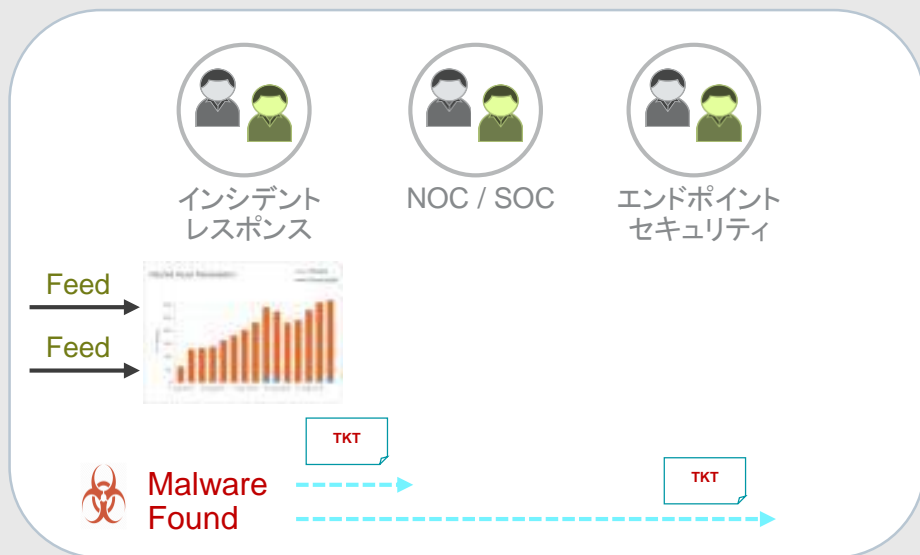 インシデント
レスポンス
NOC / SOC
エンドポイント
セキュリティ
Feed
Feed
TKT
TKT
Malware
Found